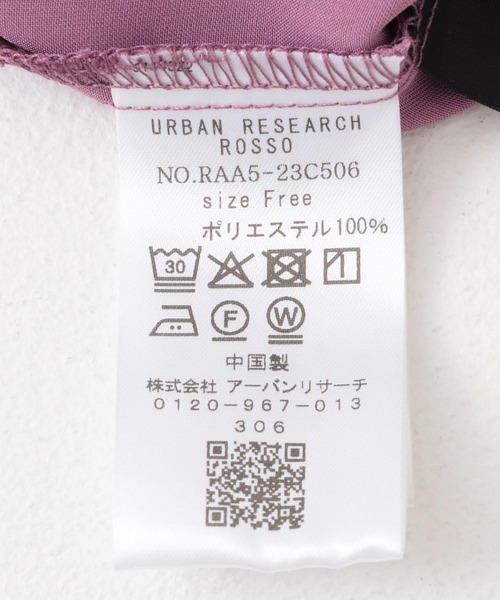 URBAN RESEARCH
ROSSO
NO.RAA5-23C506
size Free
ポリエステル100%
30
F W
中国製
株式会社 アーバンリサーチ
0120-967-013
306